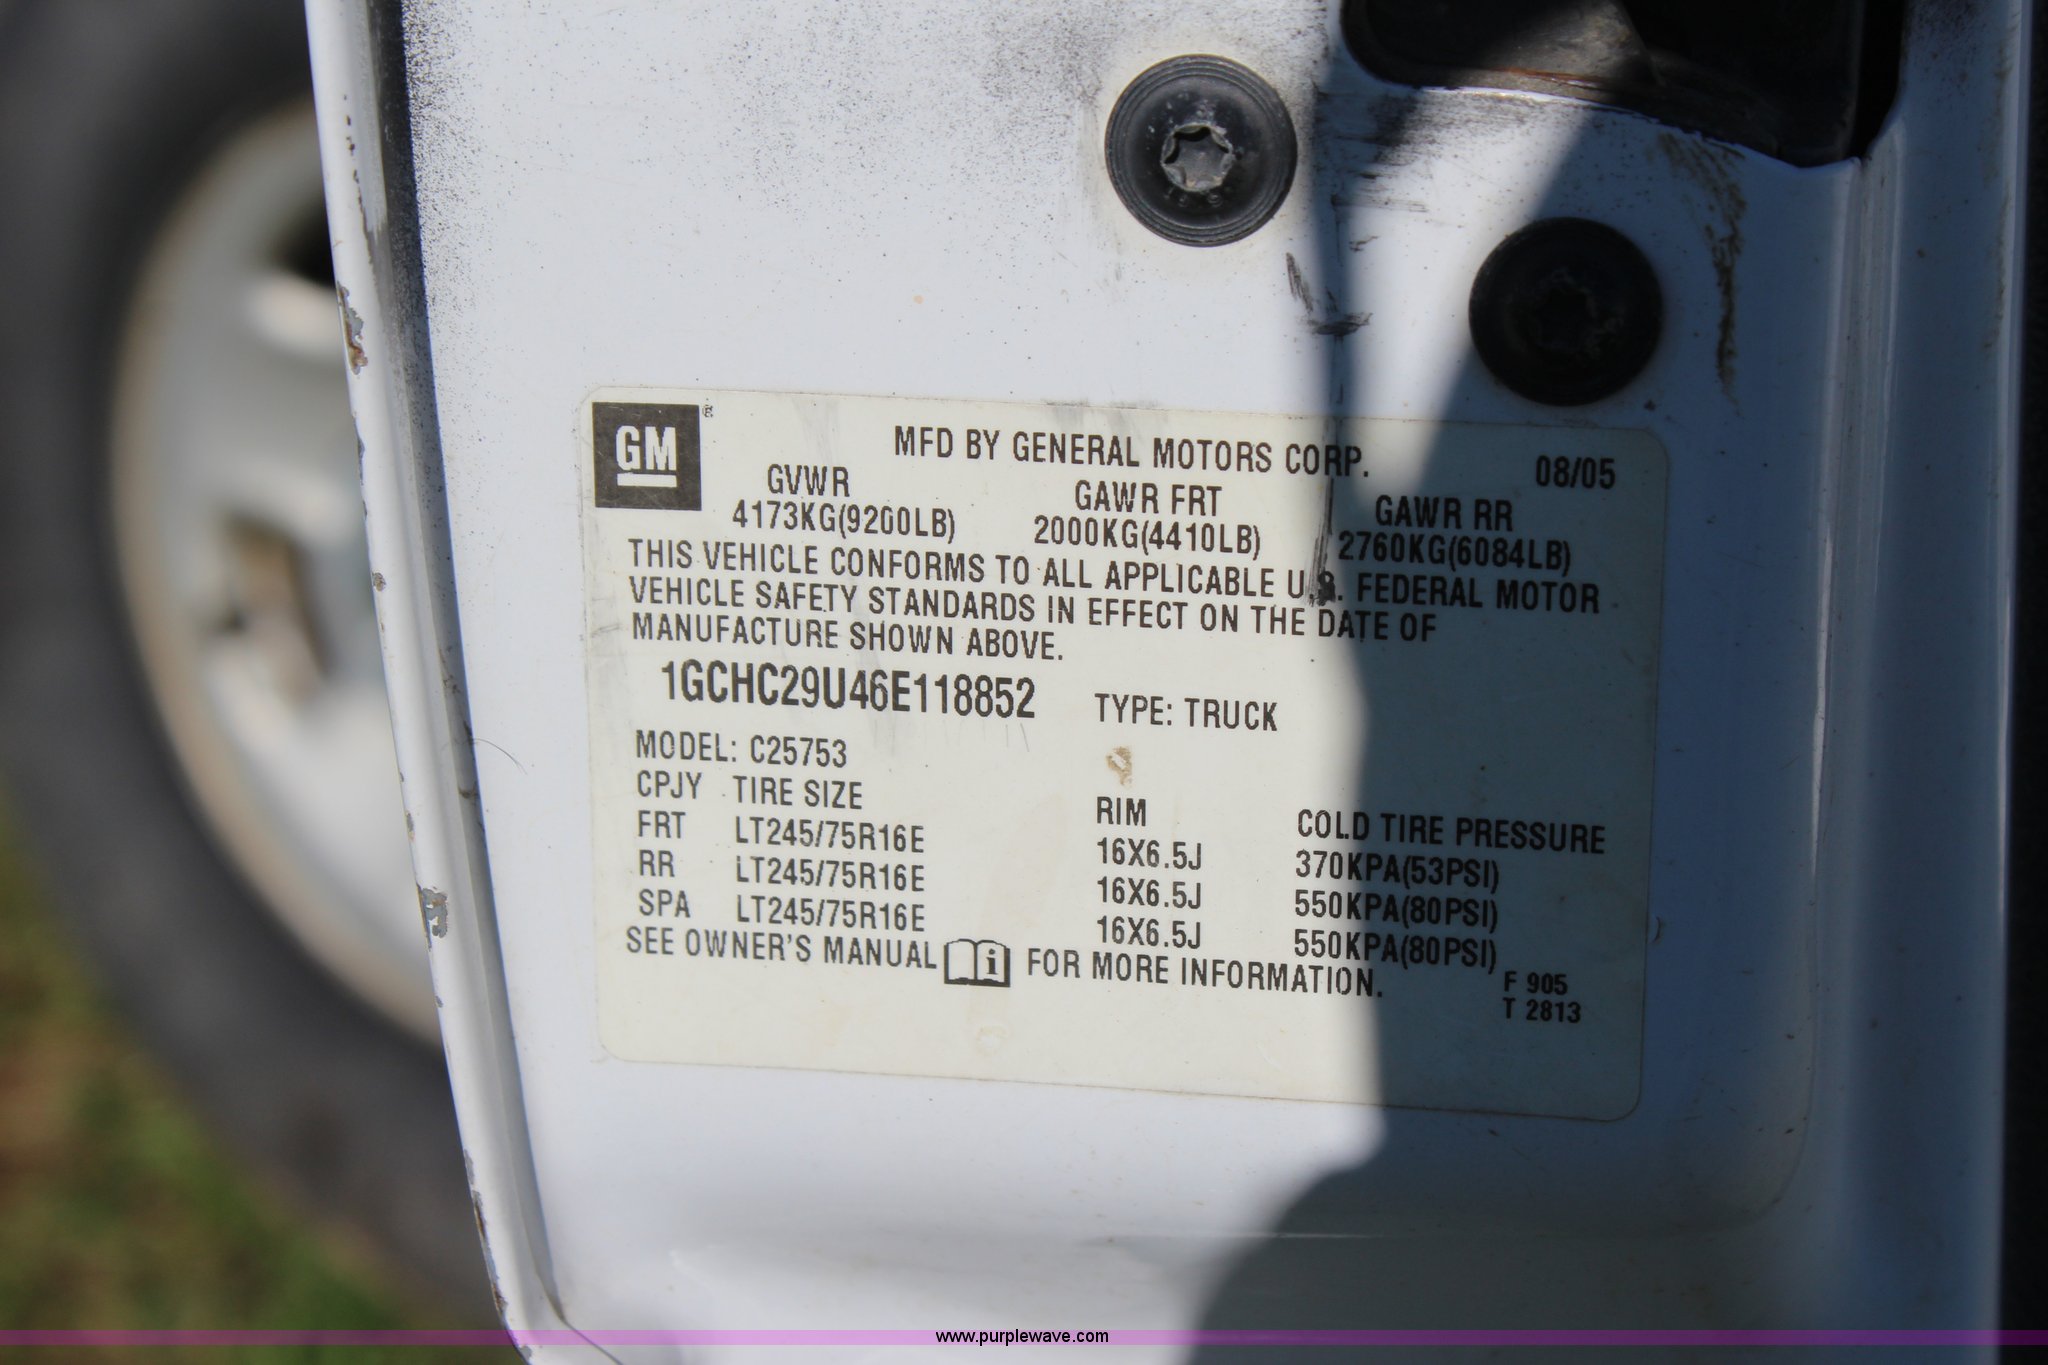 GM ®
MFD BY GENERAL MOTORS CORP.
08/05
GVWR GAWR FRT GAWR RR
4173KG(9200LB) 2000KG(4410LB) 2760KG(6084LB)
THIS VEHICLE CONFORMS TO ALL APPLICABLE U.S. FEDERAL MOTOR
VEHICLE SAFETY STANDARDS IN EFFECT ON THE DATE OF
MANUFACTURE SHOWN ABOVE.
1GCHC29U46E118852 TYPE: TRUCK
MODEL: C25753
CPJY TIRE SIZE RIM COLD TIRE PRESSURE
FRT LT245/75R16E 16X6.5J 370KPA(53PSI)
RR LT245/75R16E 16X6.5J 550KPA(80PSI)
SPA LT245/75R16E 16X6.5J 550KPA(80PSI)
SEE OWNER'S MANUAL i FOR MORE INFORMATION.
F 905
T 2813
www.purplewave.com